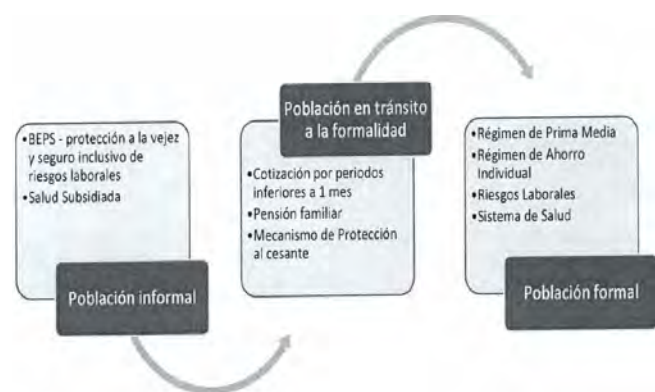 •BEPS - protección a la vejez
y seguro inclusivo de
riesgos laborales
•Salud Subsidiada
Población informal
Población en tránsito
a la formalidad
•Cotización por periodos
inferiores a 1 mes
•Pensión familiar
•Mecanismo de Protección
al cesante
•Régimen de Prima Media
•Régimen de Ahorro
Individual
•Riesgos Laborales
•Sistema de Salud
Población formal